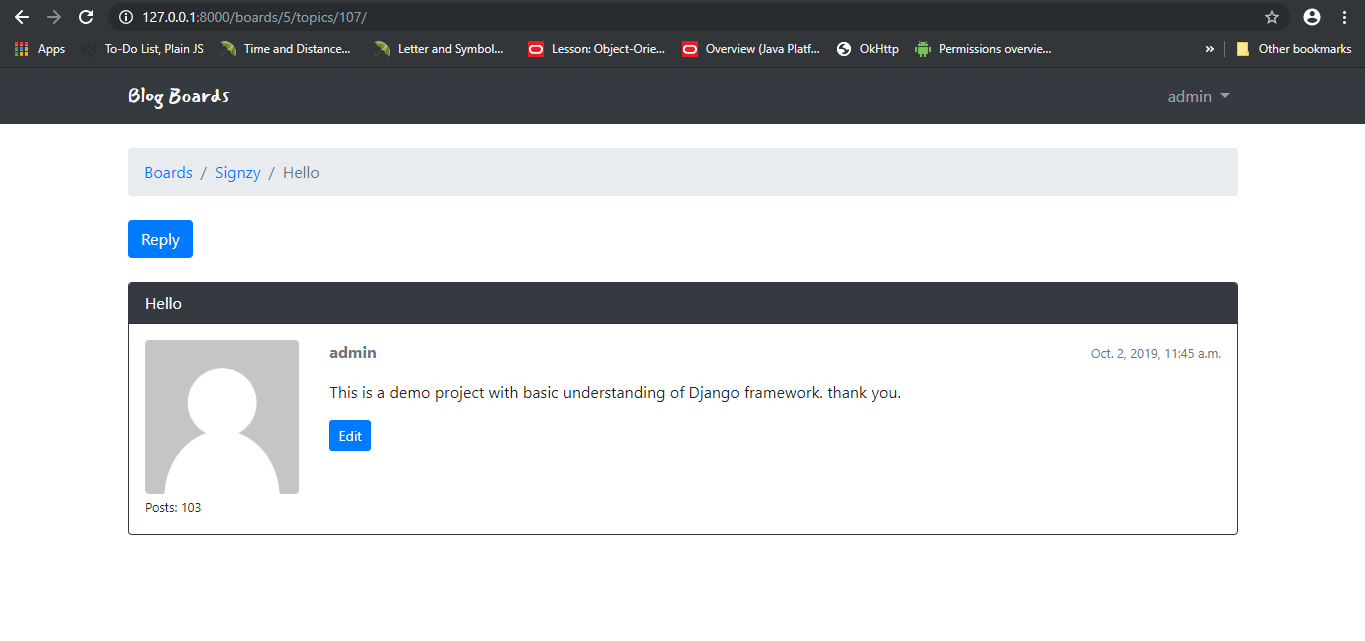 127.0.0.1:8000/boards/5/topics/107/
Apps To-Do List, Plain JS Time and Distance... Letter and Symbol... Lesson: Object-Orie... Overview (Java Platf... OkHttp Permissions overvie... » Other bookmarks
Blog Boards admin
Boards / Signzy / Hello
Reply
Hello
admin Oct. 2, 2019, 11:45 a.m.
This is a demo project with basic understanding of Django framework. thank you.
Edit
Posts: 103